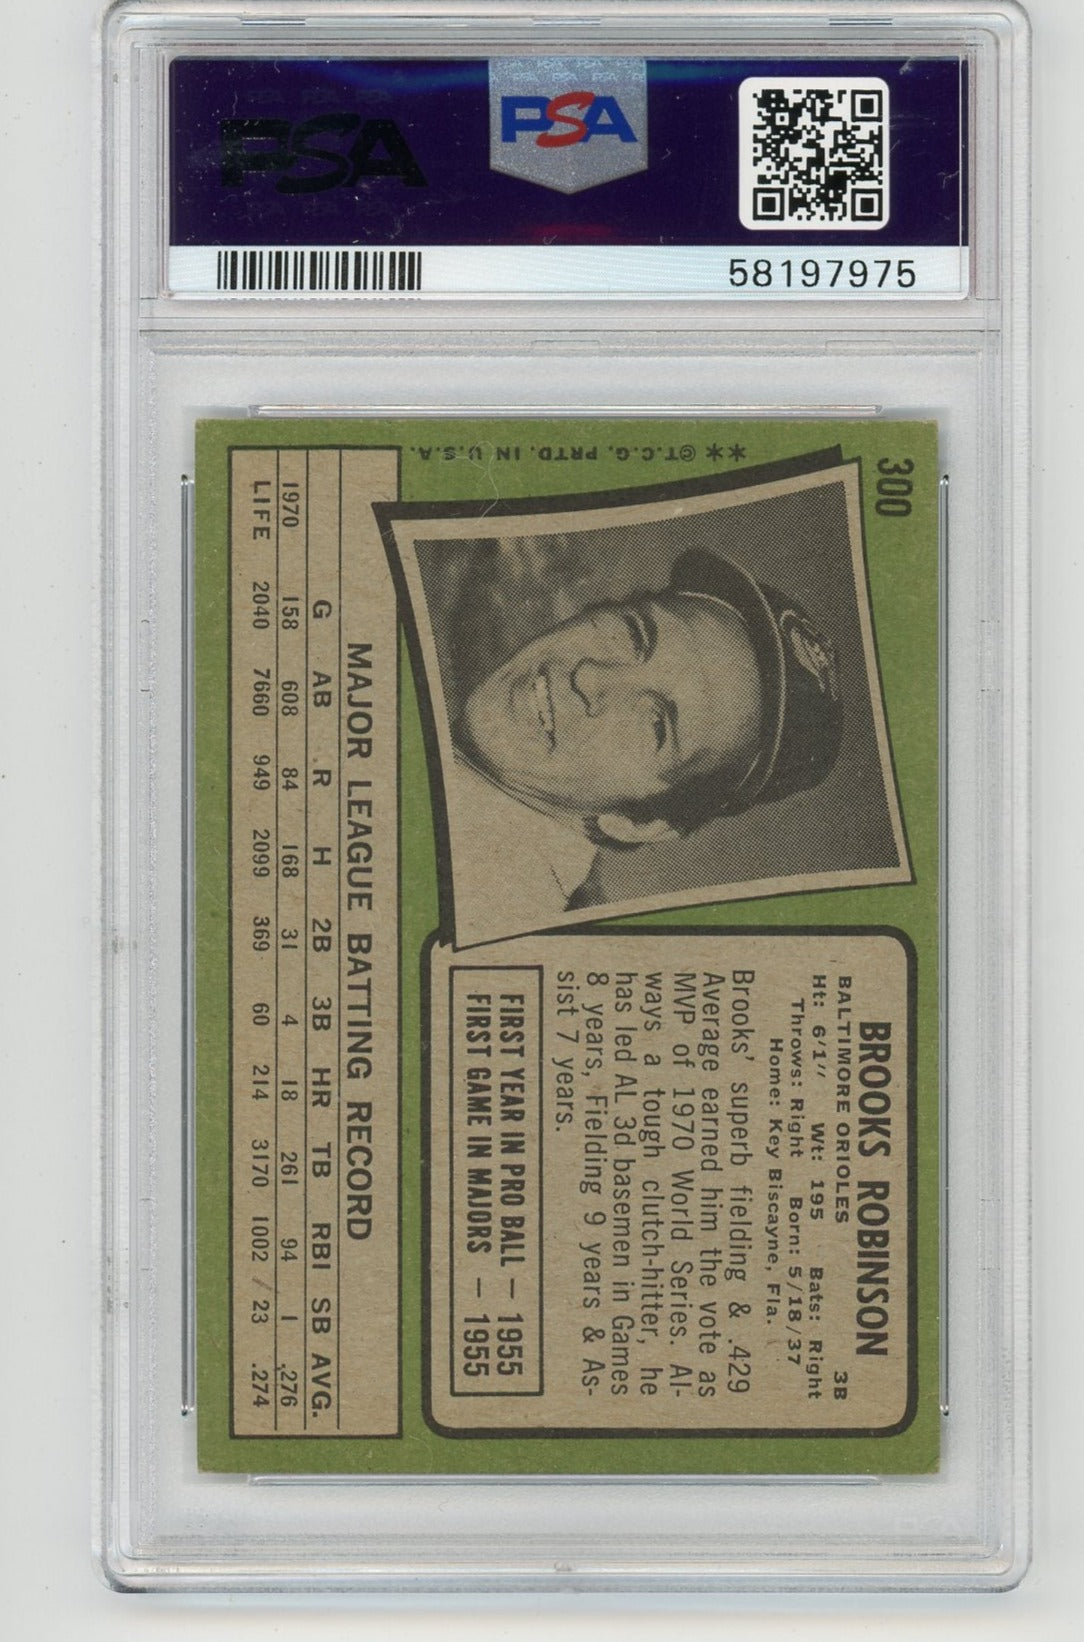 PSA
PSA
58197975
300
**©T.C.G. PRTD. IN U.S.A.
BROOKS ROBINSON
BALTIMORE ORIOLES 3B
Ht: 6'1" Wt: 195 Bats: Right
Throws: Right Born: 5/18/37
Home: Key Biscayne, Fla.
Brooks' superb fielding & .429
Average earned him the vote as
MVP of 1970 World Series. Al-
ways a tough clutch-hitter, he
has led AL 3d basemen in Games
8 years, Fielding 9 years & As-
sist 7 years.
FIRST YEAR IN PRO BALL – 1955
FIRST GAME IN MAJORS – 1955
MAJOR LEAGUE BATTING RECORD
G AB R H 2B 3B HR TB RBI SB AVG.
1970 158 608 84 168 31 4 18 261 94 1 .276
LIFE 2040 7660 949 2099 369 60 214 3170 1002 23 .274